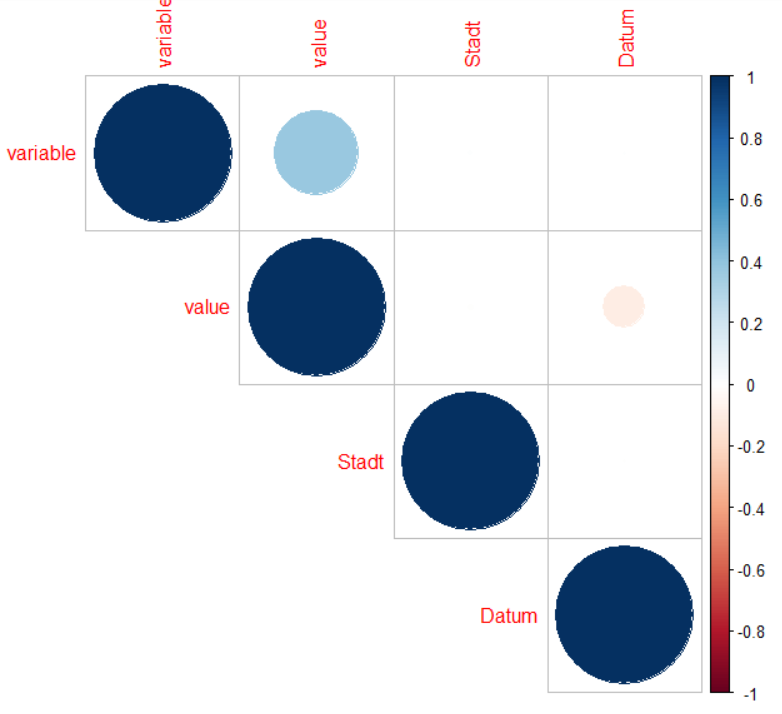 variable
value
Stadt
Datum
variable
value
Stadt
Datum
1
0.8
0.6
0.4
0.2
0
-0.2
-0.4
-0.6
-0.8
-1